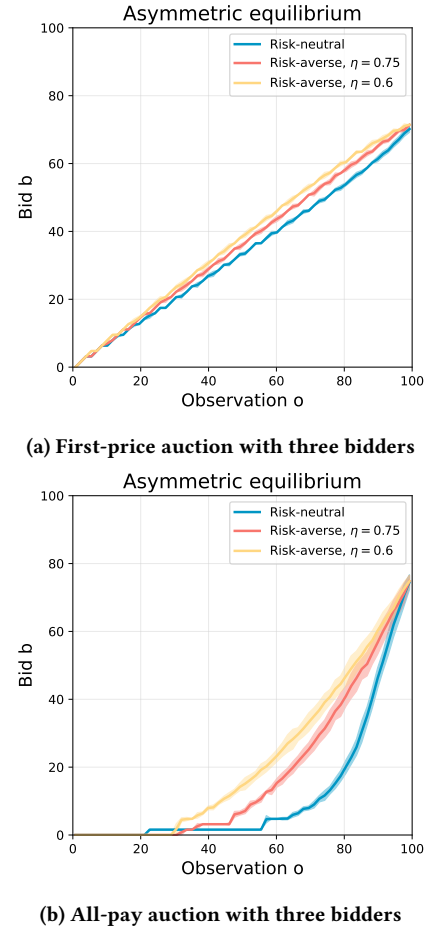 Asymmetric equilibrium
100
80
60
40
20
0
Bid b
Risk-neutral
Risk-averse, η = 0.75
Risk-averse, η = 0.6
0 20 40 60 80 100
Observation o
(a) First-price auction with three bidders
Asymmetric equilibrium
100
80
60
40
20
0
Bid b
Risk-neutral
Risk-averse, η = 0.75
Risk-averse, η = 0.6
0 20 40 60 80 100
Observation o
(b) All-pay auction with three bidders